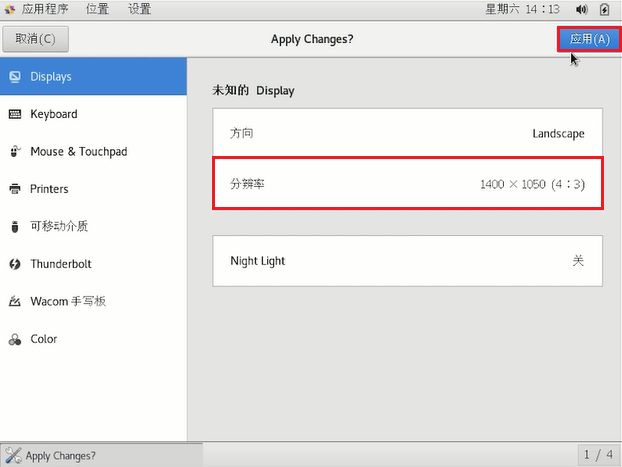 应用程序 位置 设置 星期六 14：13
取消(C) Apply Changes? 应用(A)
Displays
Keyboard
Mouse & Touchpad
Printers
可移动介质
Thunderbolt
Wacom 手写板
Color
未知的 Display
方向 Landscape
分辨率 1400 × 1050 (4：3)
Night Light 关
Apply Changes? 1 / 4